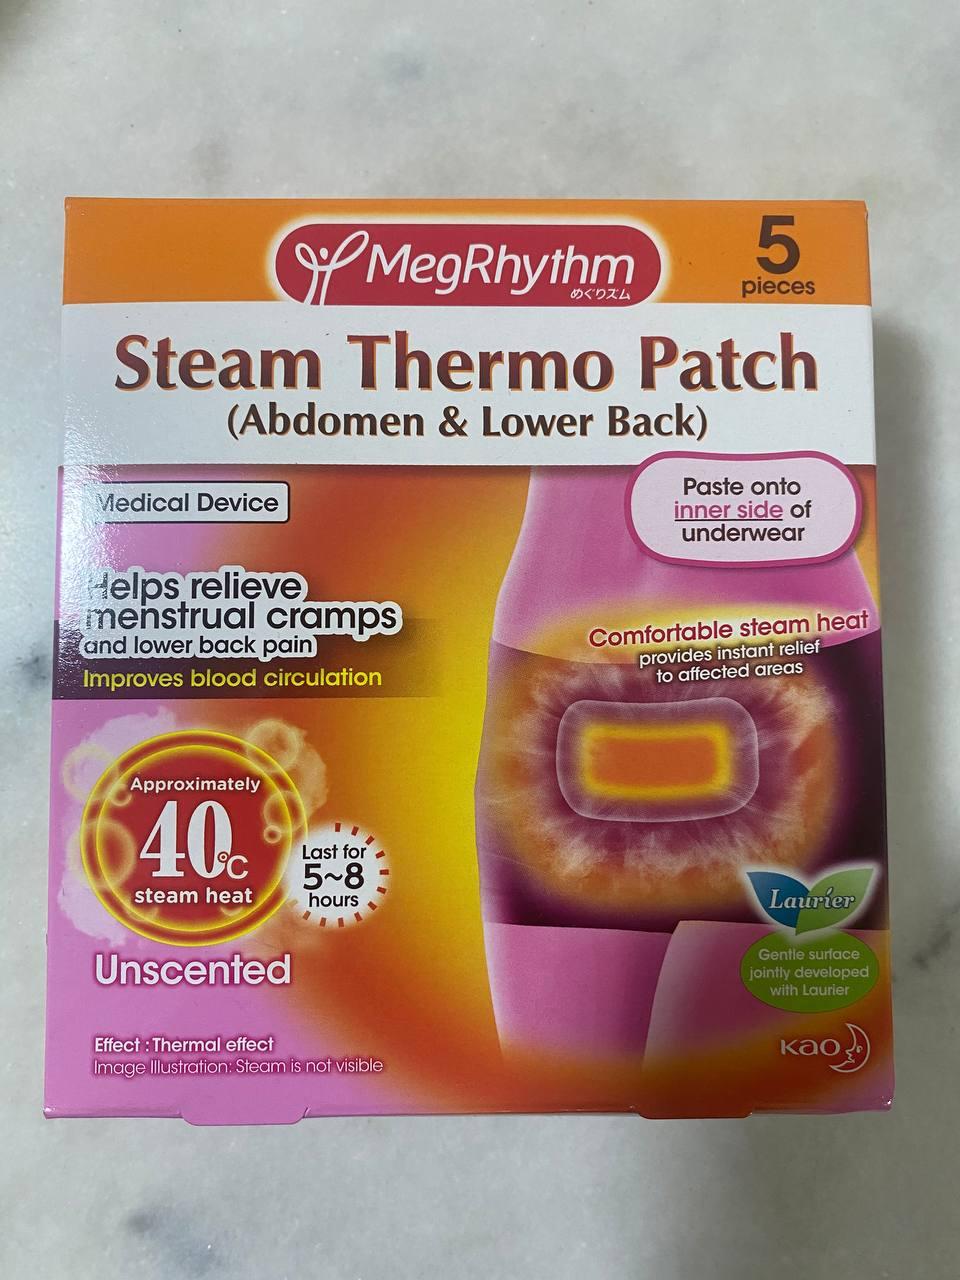 MegRhythm
めぐりズム
5
pieces
Steam Thermo Patch
(Abdomen & Lower Back)
Medical Device
Paste onto
inner side of
underwear
Helps relieve
menstrual cramps
and lower back pain
Improves blood circulation
Comfortable steam heat
provides instant relief
to affected areas
Approximately
40℃
steam heat
Last for
5~8
hours
Unscented
Laurier
Gentle surface
jointly developed
with Laurier
Effect : Thermal effect
Image Illustration: Steam is not visible
Kao